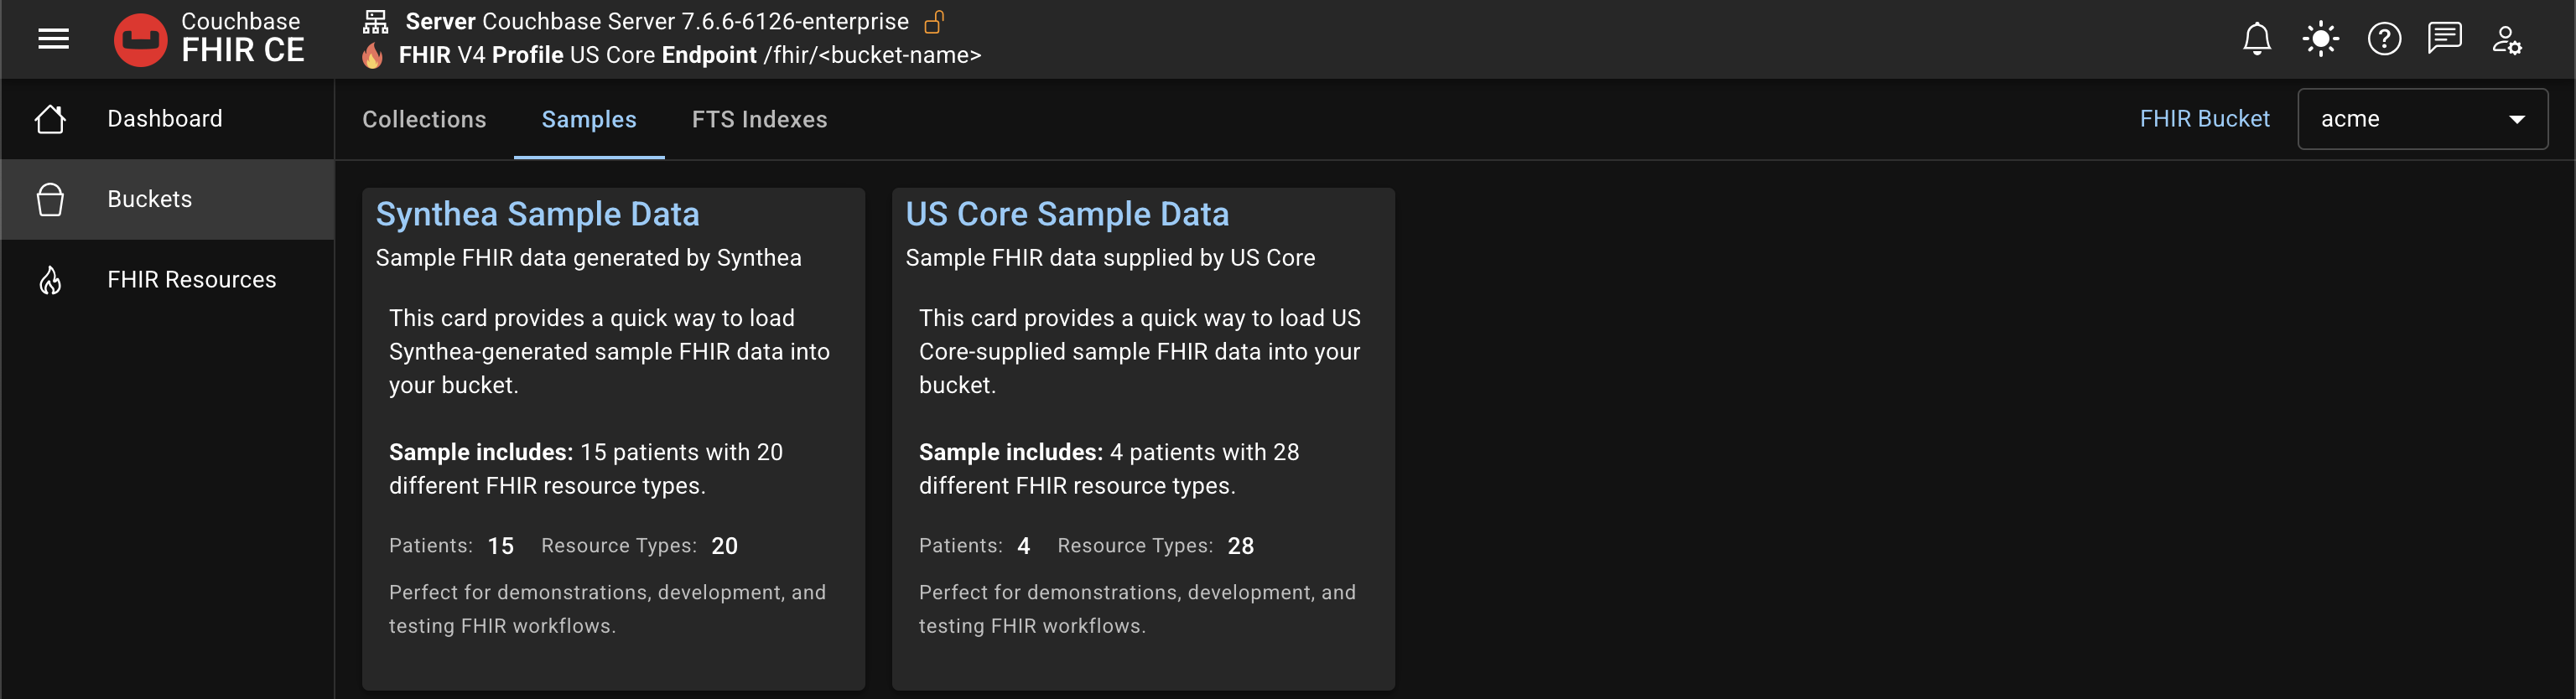 Couchbase
FHIR CE
Server Couchbase Server 7.6.6-6126-enterprise
FHIR V4 Profile US Core Endpoint /fhir/<bucket-name>
Dashboard
Buckets
FHIR Resources
Collections
Samples
FTS Indexes
FHIR Bucket
acme
Synthea Sample Data
Sample FHIR data generated by Synthea
This card provides a quick way to load
Synthea-generated sample FHIR data into
your bucket.
Sample includes: 15 patients with 20
different FHIR resource types.
Patients: 15 Resource Types: 20
Perfect for demonstrations, development, and
testing FHIR workflows.
US Core Sample Data
Sample FHIR data supplied by US Core
This card provides a quick way to load US
Core-supplied sample FHIR data into your
bucket.
Sample includes: 4 patients with 28
different FHIR resource types.
Patients: 4 Resource Types: 28
Perfect for demonstrations, development, and
testing FHIR workflows.